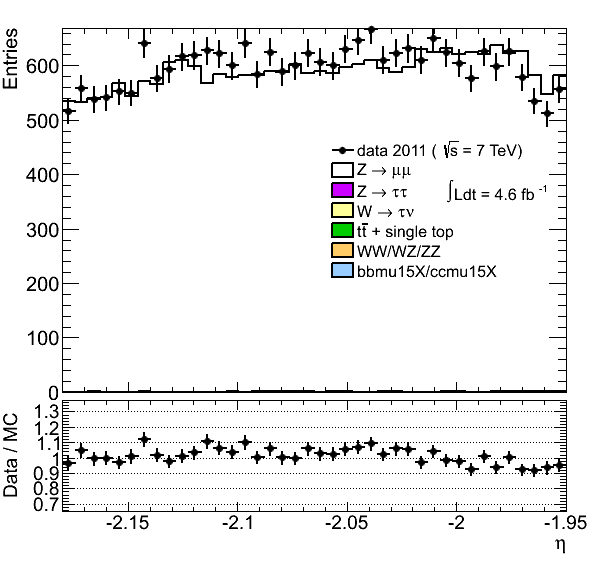 Entries
600
500
400
300
200
100
0
data 2011 ( √s = 7 TeV)
Z → μμ
Z → ττ
∫Ldt = 4.6 fb⁻¹
W → τν
tt̄ + single top
WW/WZ/ZZ
bbmu15X/ccmu15X
Data / MC
1.3
1.2
1.1
1
0.9
0.8
0.7
-2.15 -2.1 -2.05 -2 -1.95
η